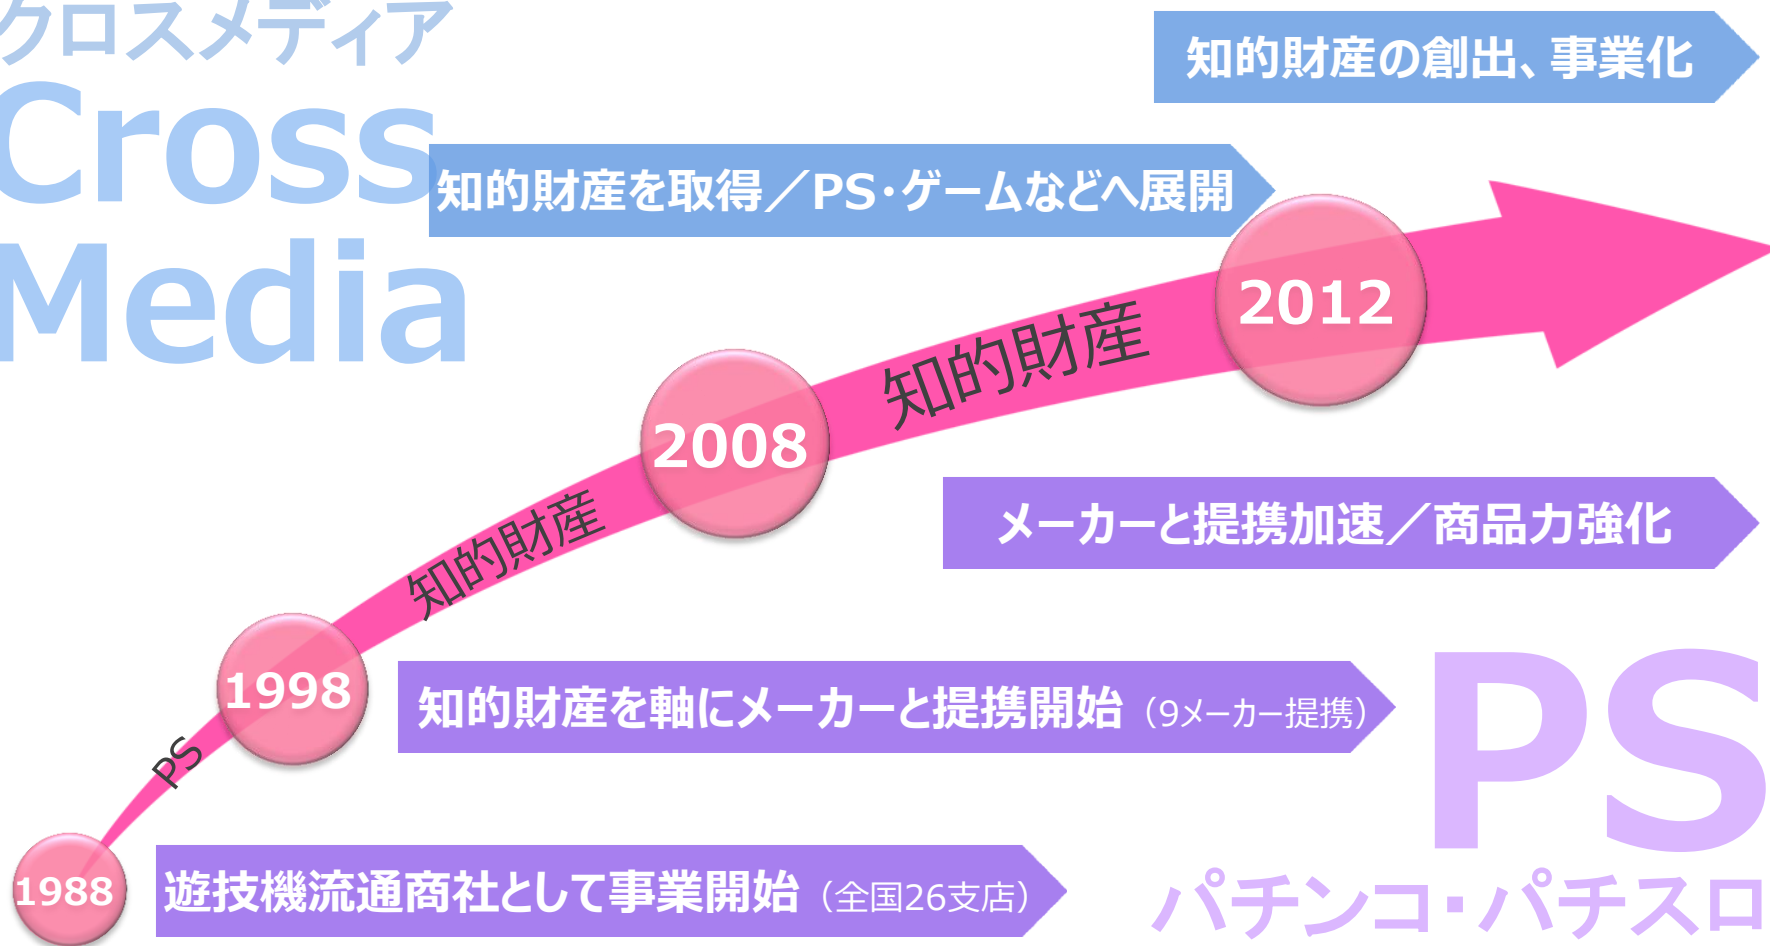 クロスメディア
Cross
Media
知的財産の創出、事業化
知的財産を取得／PS・ゲームなどへ展開
2012
知的財産
2008
メーカーと提携加速／商品力強化
知的財産
1998
知的財産を軸にメーカーと提携開始（9メーカー提携）
PS
PS
1988
遊技機流通商社として事業開始（全国26支店）
パチンコ・パチスロ